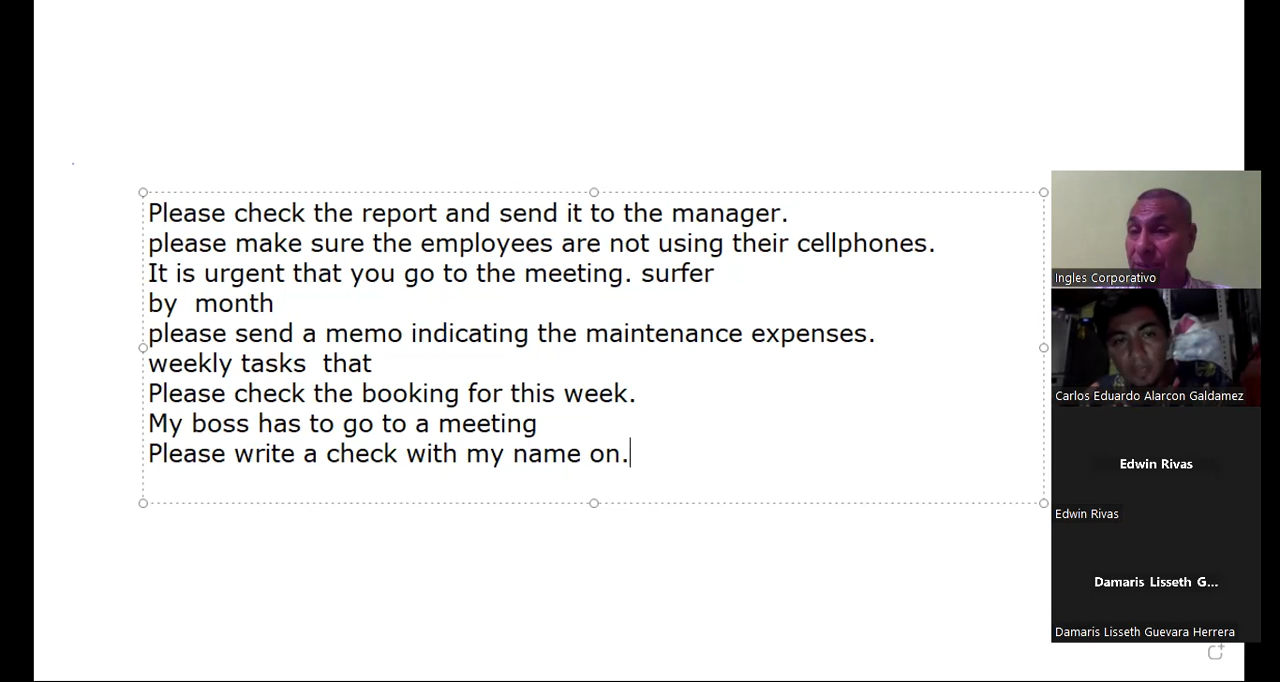 Please check the report and send it to the manager.
please make sure the employees are not using their cellphones.
It is urgent that you go to the meeting. surfer
by  month
please send a memo indicating the maintenance expenses.
weekly tasks  that
Please check the booking for this week.
My boss has to go to a meeting
Please write a check with my name on.
Ingles Corporativo
Carlos Eduardo Alarcon Galdamez
Edwin Rivas
Edwin Rivas
Damaris Lisseth G...
Damaris Lisseth Guevara Herrera